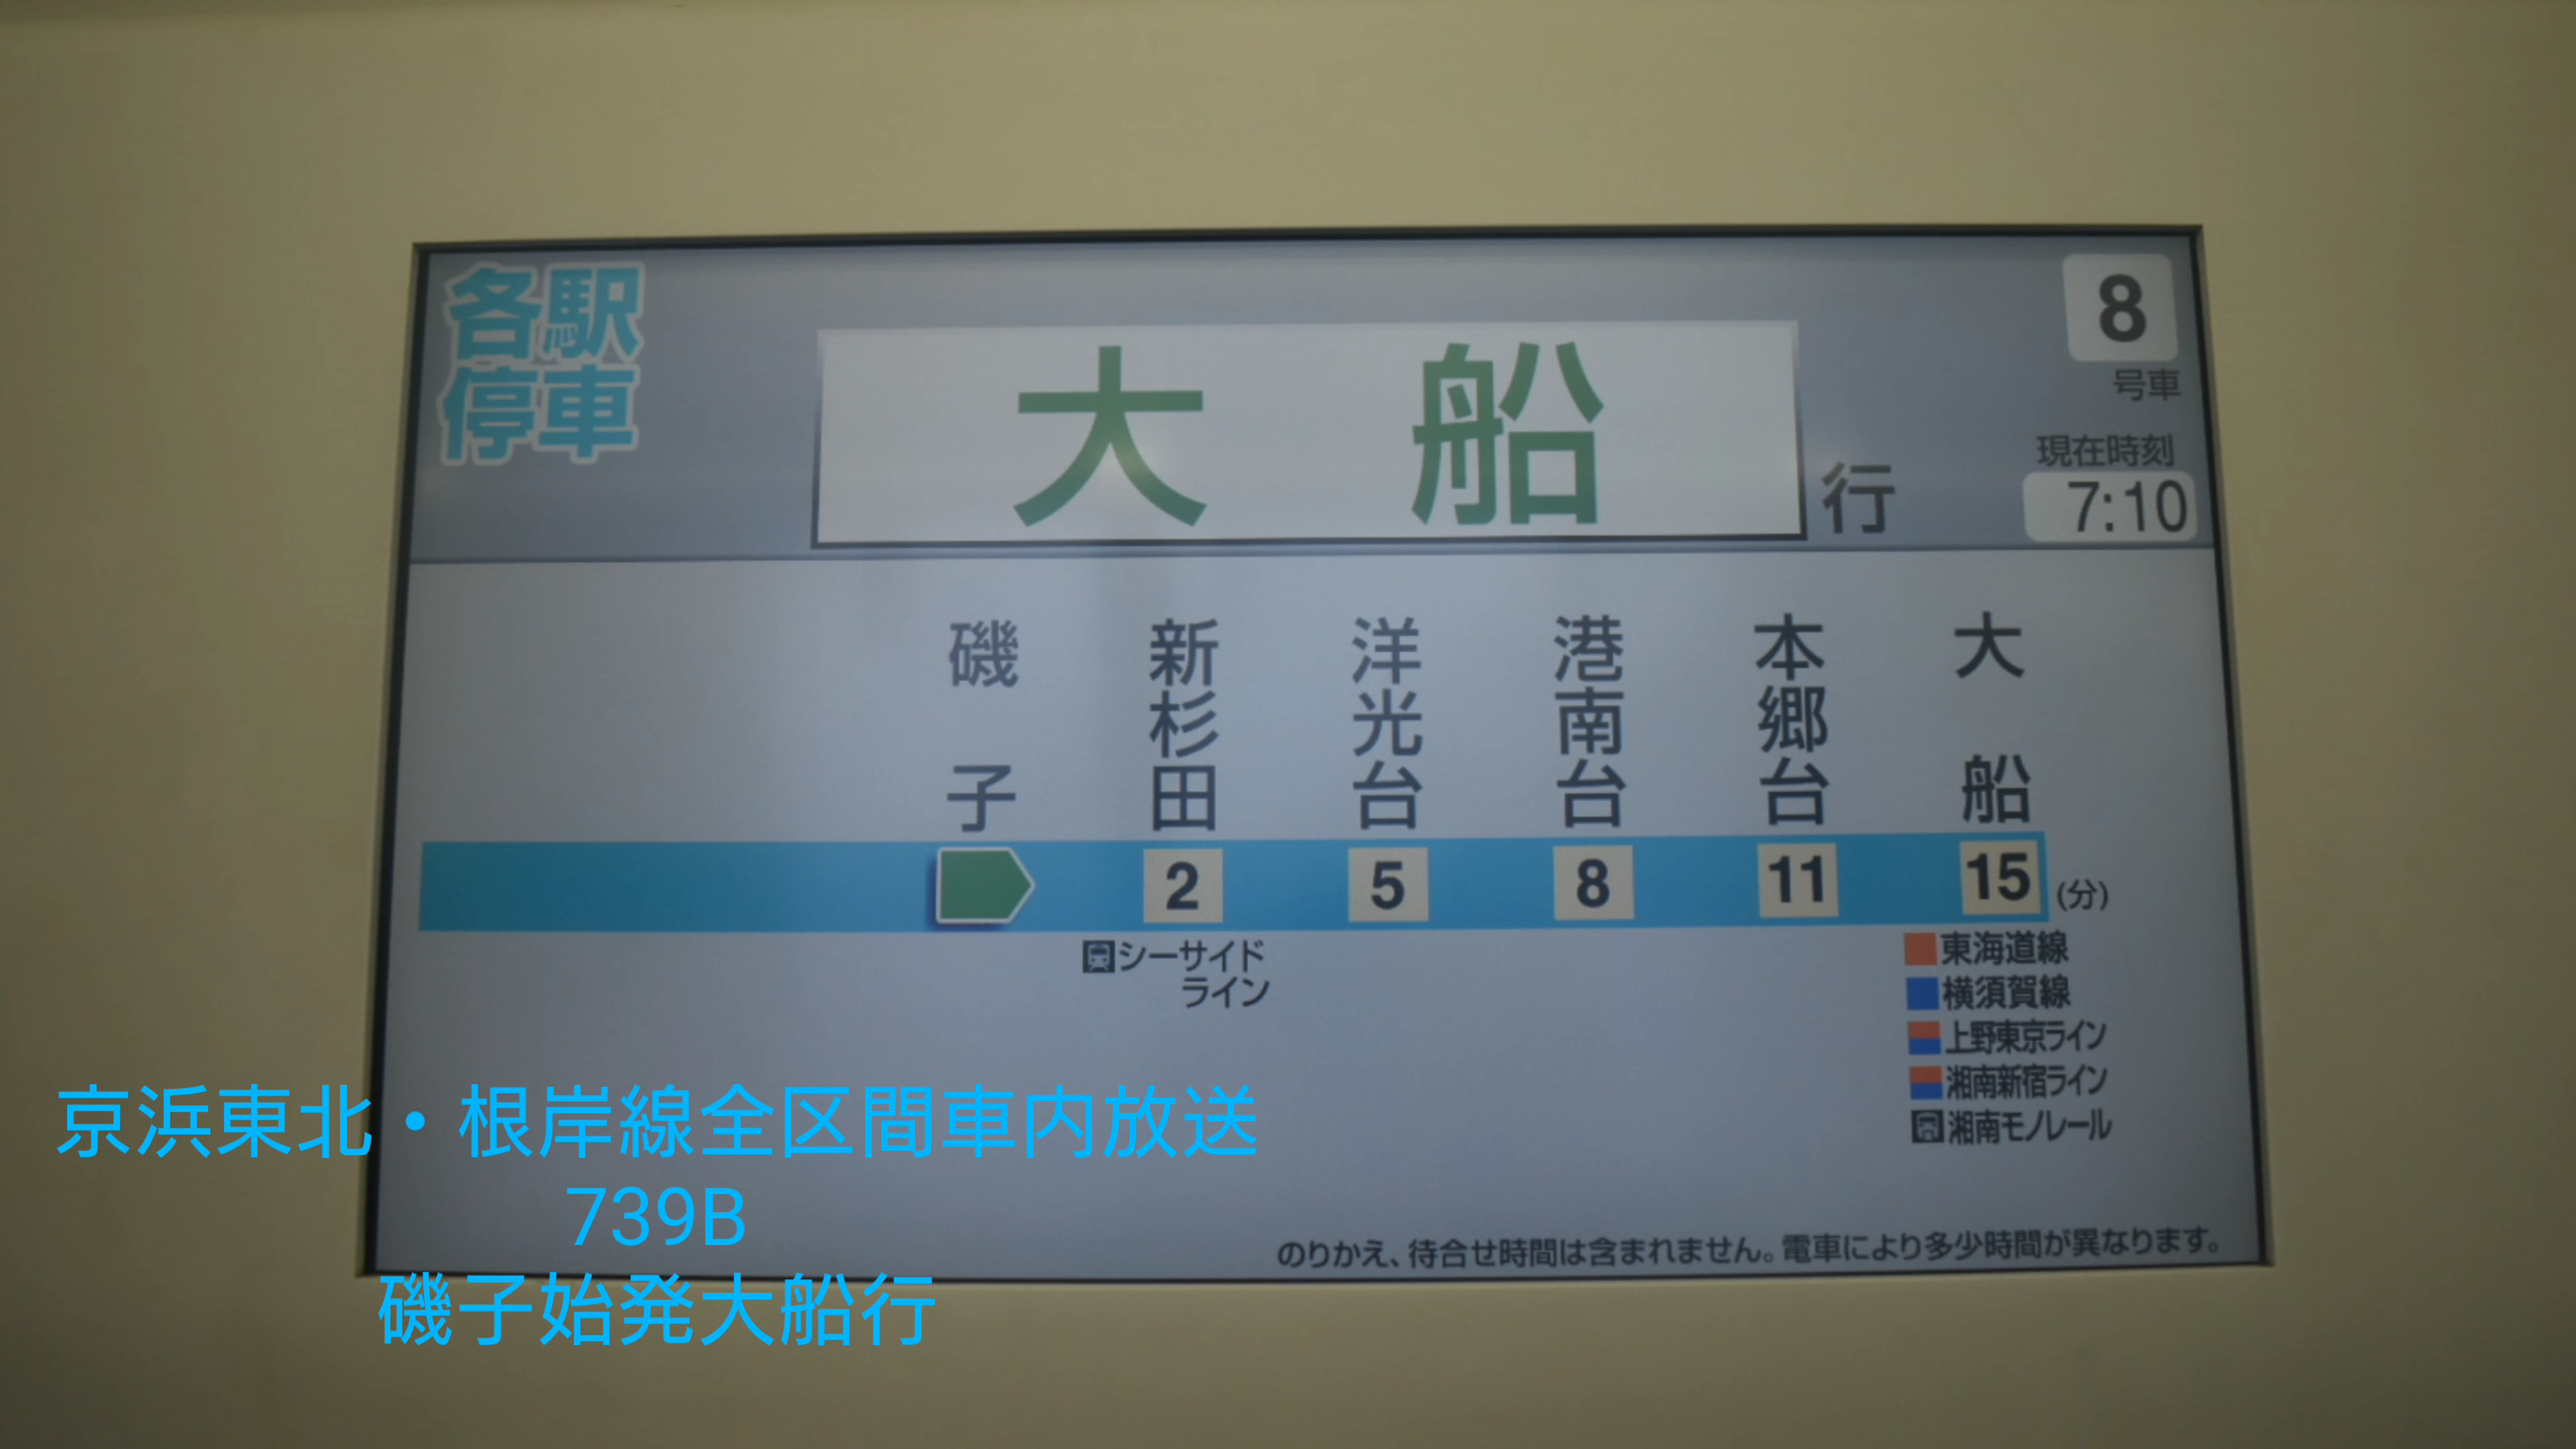 各駅
停車
大船
行
8
号車
現在時刻
7:10
磯子
新杉田
洋光台
港南台
本郷台
大船
2
5
8
11
15
(分)
シーサイド
ライン
東海道線
横須賀線
上野東京ライン
湘南新宿ライン
湘南モノレール
のりかえ、待合せ時間は含まれません。電車により多少時間が異なります。
京浜東北・根岸線全区間車内放送
739B
磯子始発大船行